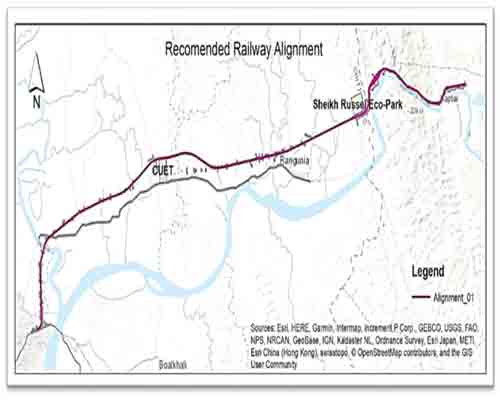 Recomended Railway Alignment
N
Sheikh Russel Eco-Park
Kaptai
Rangunia
CUET
Legend
Alignment_01
Boalkhali
Sources: Esri, HERE, Garmin, Intermap, increment P Corp., GEBCO, USGS, FAO,
NPS, NRCAN, GeoBase, IGN, Kadaster NL, Ordnance Survey, Esri Japan, METI,
Esri China (Hong Kong), swisstopo, © OpenStreetMap contributors, and the GIS
User Community